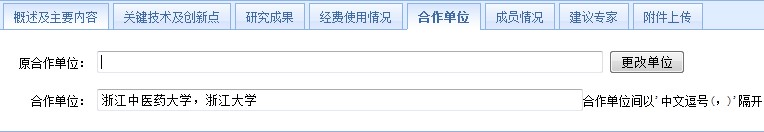 概述及主要内容 关键技术及创新点 研究成果 经费使用情况 合作单位 成员情况 建议专家 附件上传
原合作单位： 更改单位
合作单位： 浙江中医药大学，浙江大学 合作单位间以'中文逗号(，)'隔开